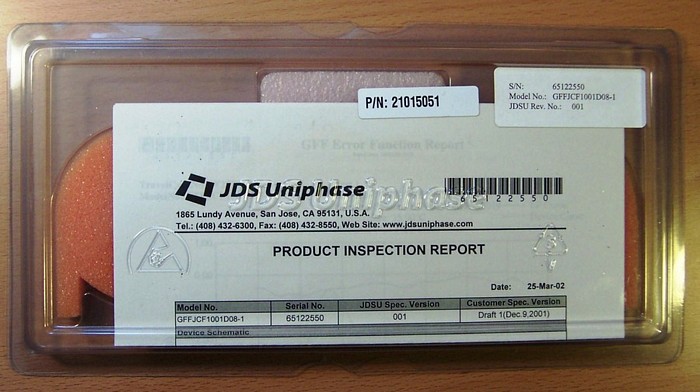 P/N: 21015051
S/N: 65122550
Model No.: GFFJCF1001D08-1
JDSU Rev. No.: 001
GFF Error Function Report
JDS Uniphase
JDS Uniphase
65122550
1865 Lundy Avenue, San Jose, CA 95131, U.S.A.
Tel.: (408) 432-6300, Fax: (408) 432-8550, Web Site: www.jdsuniphase.com
PRODUCT INSPECTION REPORT
Date: 25-Mar-02
Model No. Serial No. JDSU Spec. Version Customer Spec. Version
GFFJCF1001D08-1 65122550 001 Draft 1(Dec.9,2001)
Device Schematic